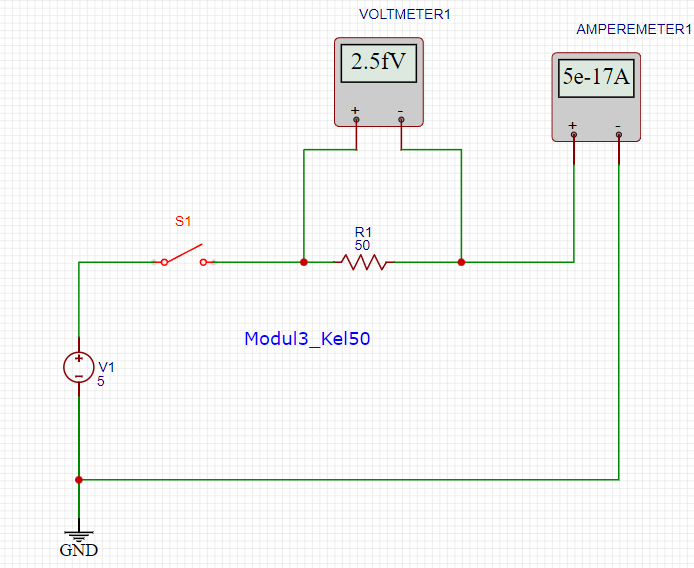 VOLTMETER1
AMPEREMETER1
2.5fV
5e-17A
+ -
+ -
S1
R1
50
Modul3_Kel50
+
V1
-
5
GND